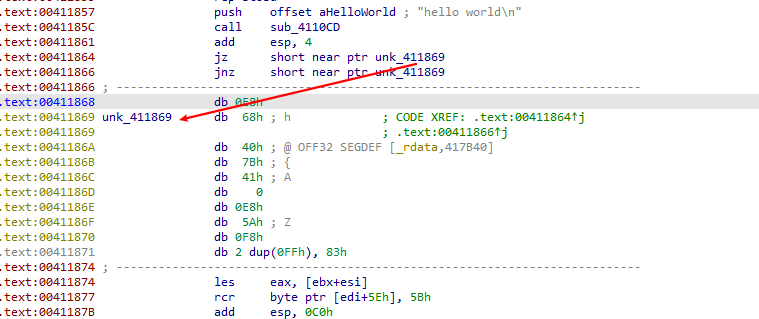 .text:00411857 push offset aHelloWorld ; "hello world\n"
.text:0041185C call sub_4110CD
.text:00411861 add esp, 4
.text:00411864 jz short near ptr unk_411869
.text:00411866 jnz short near ptr unk_411869
.text:00411866 ; ---------------------------------------------------------------------------
.text:00411868 db 0E8h
.text:00411869 unk_411869 db 68h ; h ; CODE XREF: .text:00411864↑j
.text:00411869 ; .text:00411866↑j
.text:0041186A db 40h ; @ OFF32 SEGDEF [_rdata,417B40]
.text:0041186B db 7Bh ; {
.text:0041186C db 41h ; A
.text:0041186D db 0
.text:0041186E db 0E8h
.text:0041186F db 5Ah ; Z
.text:00411870 db 0F8h
.text:00411871 db 2 dup(0FFh), 83h
.text:00411874 ; ---------------------------------------------------------------------------
.text:00411874 les eax, [ebx+esi]
.text:00411877 rcr byte ptr [edi+5Eh], 5Bh
.text:0041187B add esp, 0C0h